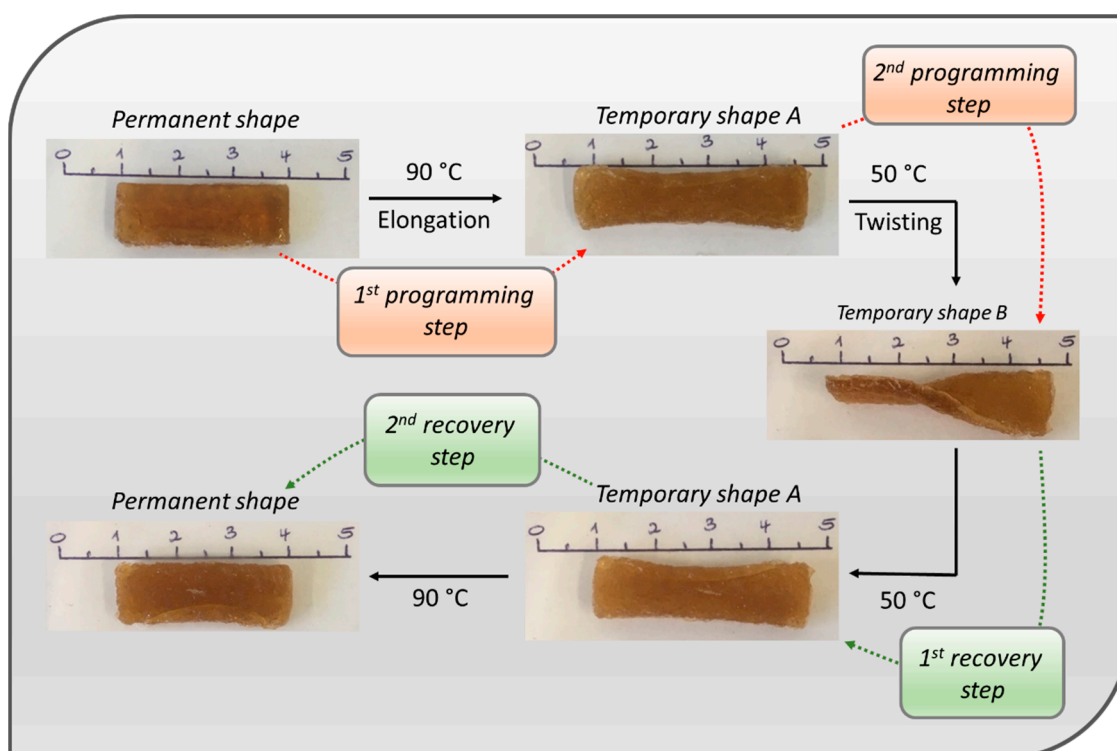 2nd programming
step
Permanent shape
Temporary shape A
0 1 2 3 4 5
0 1 2 3 4 5
90 °C
Elongation
50 °C
Twisting
1st programming
step
Temporary shape B
0 1 2 3 4 5
2nd recovery
step
Permanent shape
Temporary shape A
0 1 2 3 4 5
0 1 2 3 4 5
90 °C
50 °C
1st recovery
step